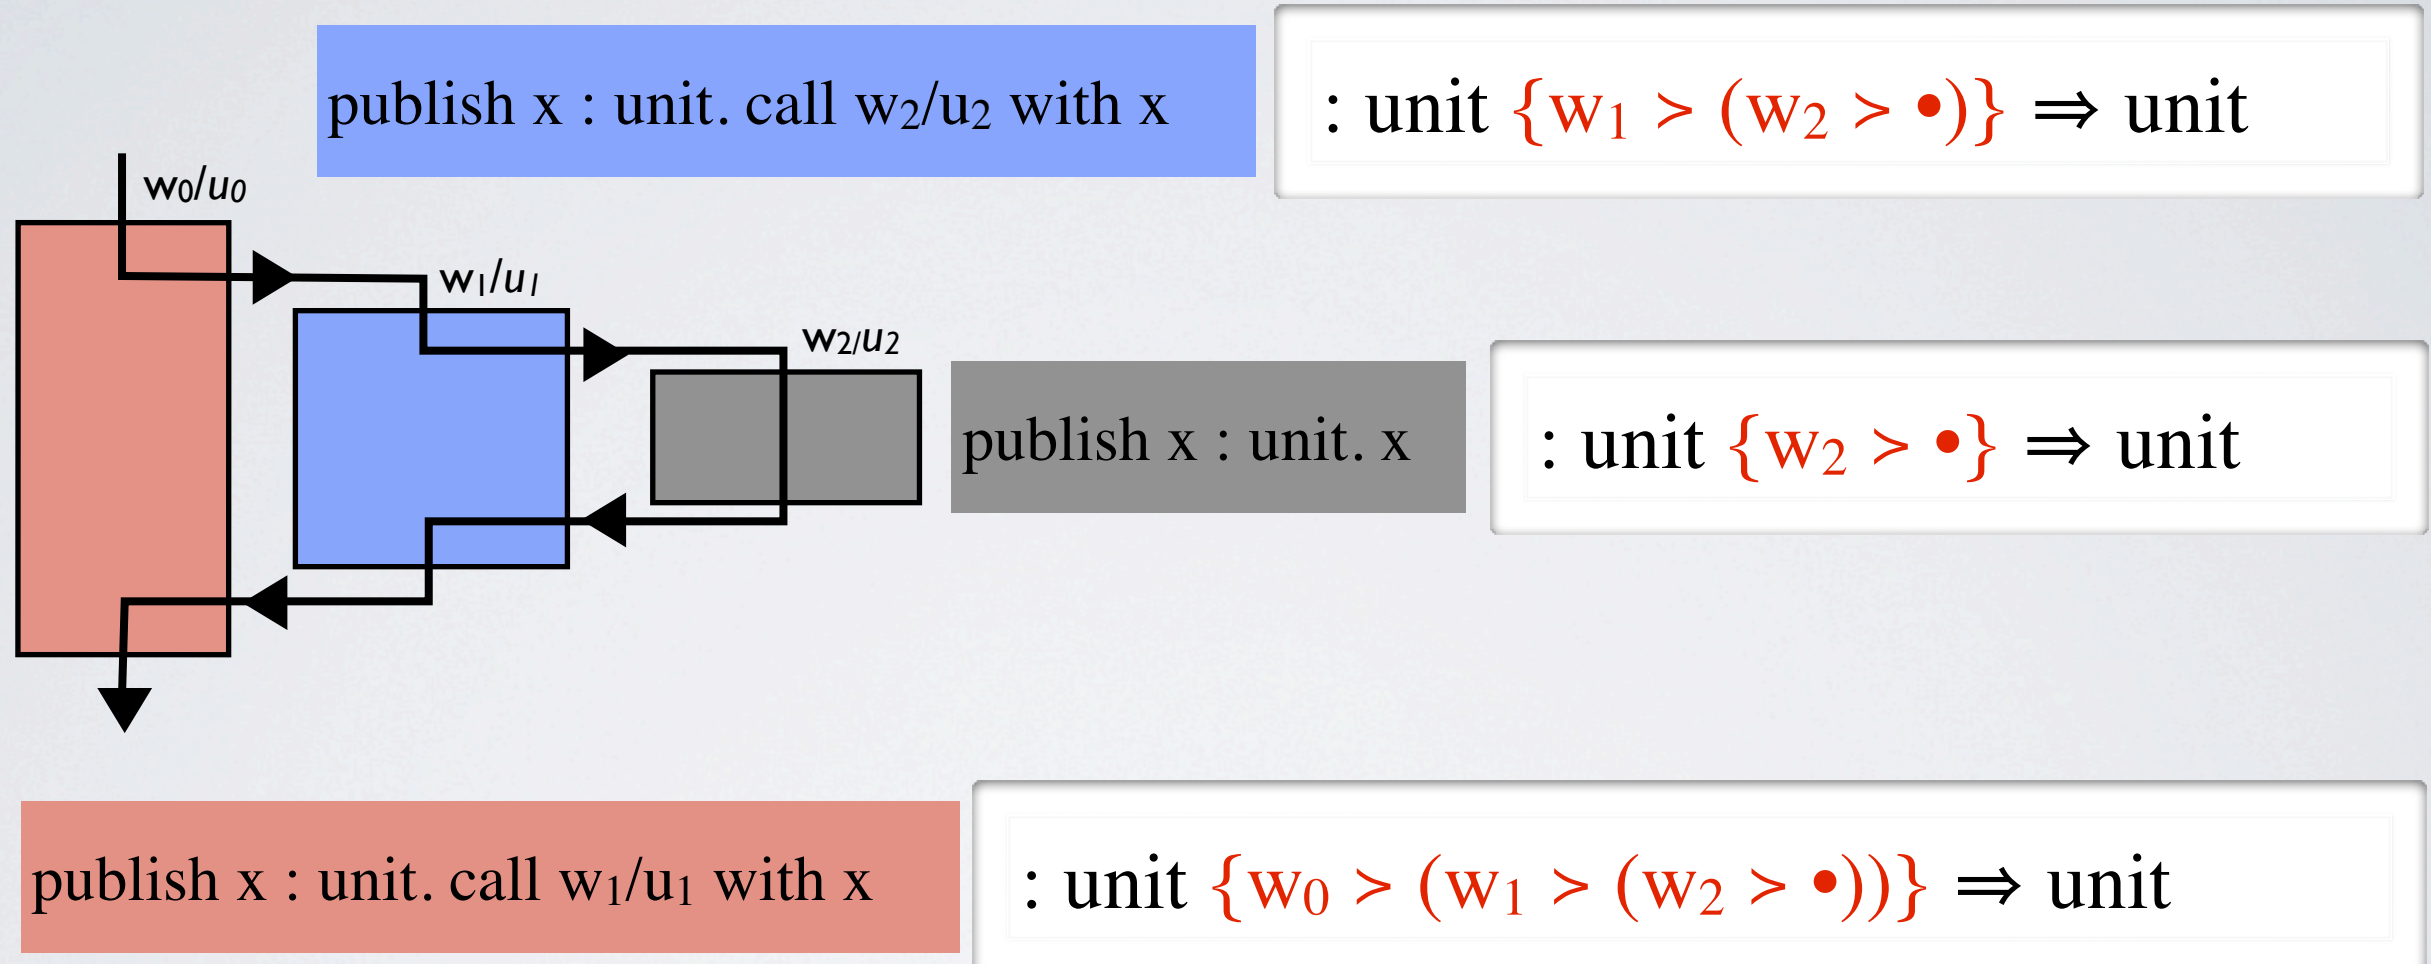 publish x : unit. call w₂/u₂ with x
: unit {w₁ ≻ (w₂ ≻ •)} ⇒ unit
w₀/u₀
w₁/u₁
w₂/u₂
publish x : unit. x
: unit {w₂ ≻ •} ⇒ unit
publish x : unit. call w₁/u₁ with x
: unit {w₀ ≻ (w₁ ≻ (w₂ ≻ •))} ⇒ unit